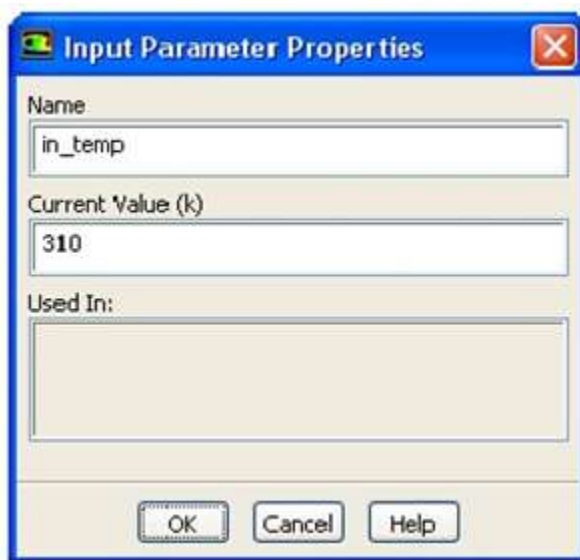 Input Parameter Properties
Name
in_temp
Current Value (k)
310
Used In:
OK Cancel Help